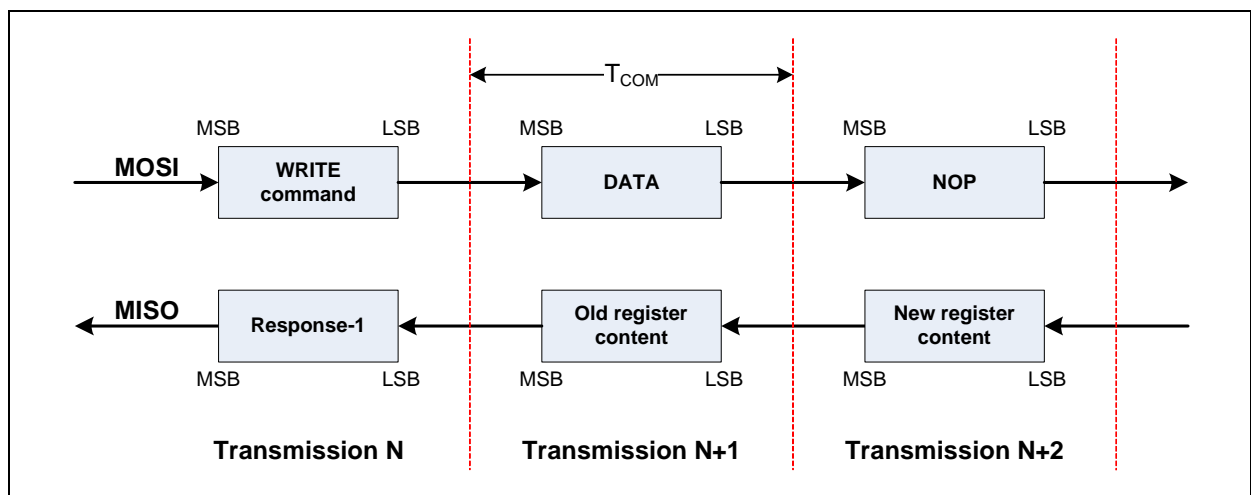 T_COM
MSB LSB MSB LSB MSB LSB
MOSI WRITE command DATA NOP
MISO Response-1 Old register content New register content
MSB LSB MSB LSB MSB LSB
Transmission N Transmission N+1 Transmission N+2